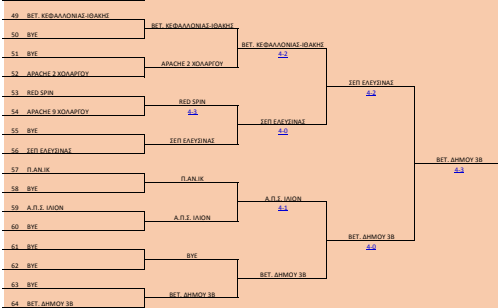 49 ΒΕΤ. ΚΕΦΑΛΛΟΝΙΑΣ-ΙΘΑΚΗΣ
ΒΕΤ. ΚΕΦΑΛΛΟΝΙΑΣ-ΙΘΑΚΗΣ
50 BYE
ΒΕΤ. ΚΕΦΑΛΛΟΝΙΑΣ-ΙΘΑΚΗΣ
4-2
51 BYE
APACHE 2 ΧΟΛΑΡΓΟΥ
52 APACHE 2 ΧΟΛΑΡΓΟΥ
ΣΕΠ ΕΛΕΥΣΙΝΑΣ
4-2
53 RED SPIN
RED SPIN
4-3
54 APACHE 9 ΧΟΛΑΡΓΟΥ
ΣΕΠ ΕΛΕΥΣΙΝΑΣ
4-0
55 BYE
ΣΕΠ ΕΛΕΥΣΙΝΑΣ
56 ΣΕΠ ΕΛΕΥΣΙΝΑΣ
ΒΕΤ. ΔΗΜΟΥ 3Β
4-3
57 Π.ΑΝ.ΙΚ
Π.ΑΝ.ΙΚ
58 BYE
Α.Π.Σ. ΙΛΙΟΝ
4-1
59 Α.Π.Σ. ΙΛΙΟΝ
Α.Π.Σ. ΙΛΙΟΝ
60 BYE
ΒΕΤ. ΔΗΜΟΥ 3Β
4-0
61 BYE
BYE
62 BYE
ΒΕΤ. ΔΗΜΟΥ 3Β
63 BYE
ΒΕΤ. ΔΗΜΟΥ 3Β
64 ΒΕΤ. ΔΗΜΟΥ 3Β